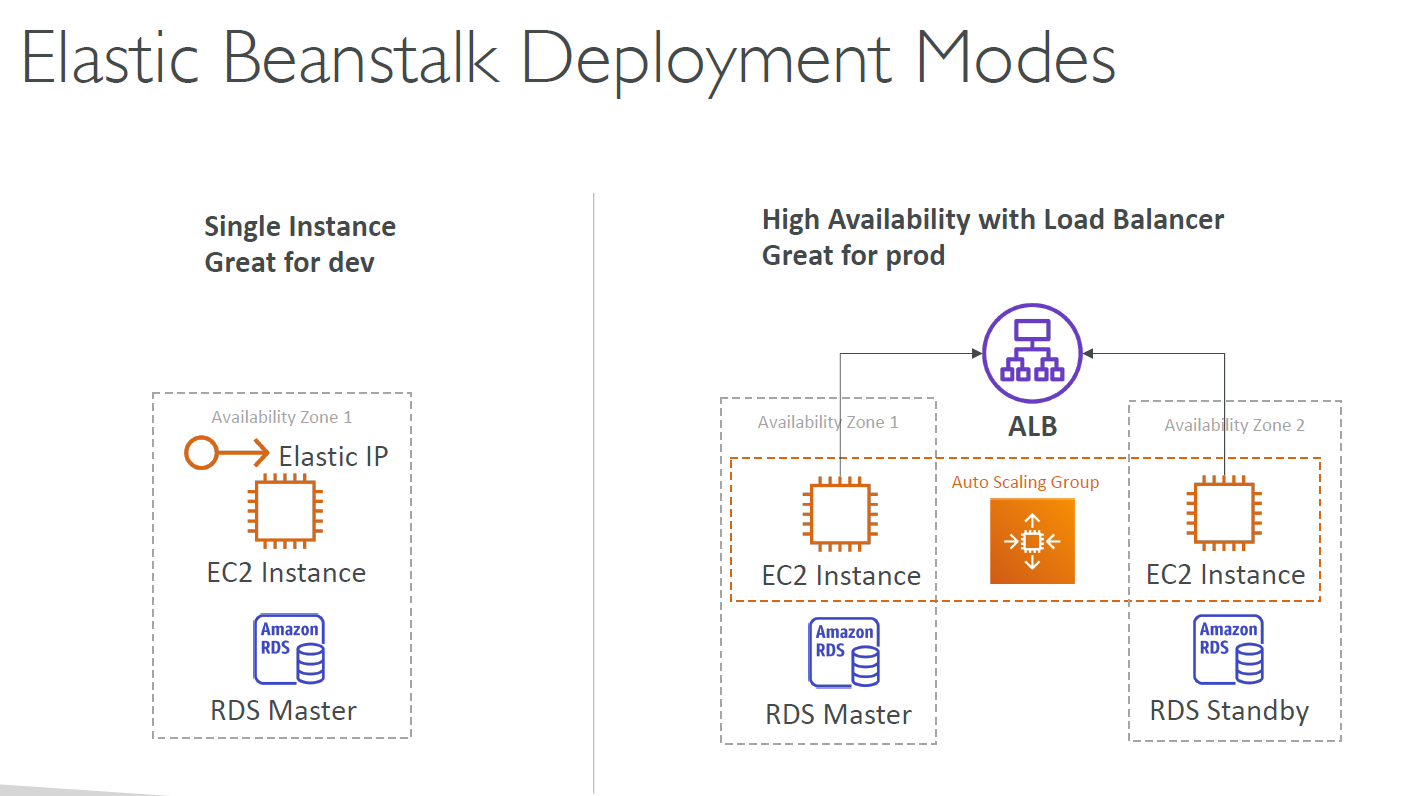 Elastic Beanstalk Deployment Modes
Single Instance
Great for dev
Availability Zone 1
Elastic IP
EC2 Instance
Amazon
RDS
RDS Master
High Availability with Load Balancer
Great for prod
ALB
Availability Zone 1
Availability Zone 2
Auto Scaling Group
EC2 Instance
EC2 Instance
Amazon
RDS
RDS Master
Amazon
RDS
RDS Standby